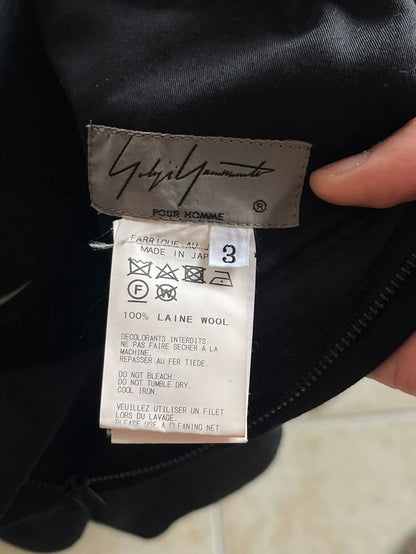 Yohji Yamamoto
®
POUR HOMME
FABRIQUE AU J
MADE IN JAP
3
F W
100% LAINE WOOL
DECOLORANTS INTERDITS
NE PAS FAIRE SECHER A LA
MACHINE.
REPASSER AU FER TIEDE.
DO NOT BLEACH.
DO NOT TUMBLE DRY.
COOL IRON.
VEUILLEZ UTILISER UN FILET
LORS DU LAVAGE.
PLEASE USE A CLEANING NET.